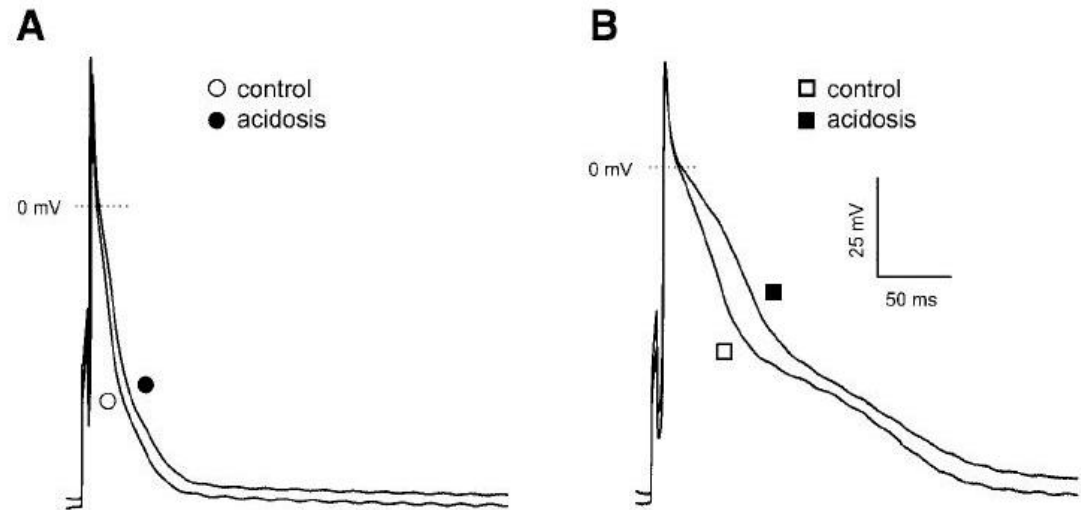 A
control
acidosis
0 mV
B
control
acidosis
0 mV
25 mV
50 ms